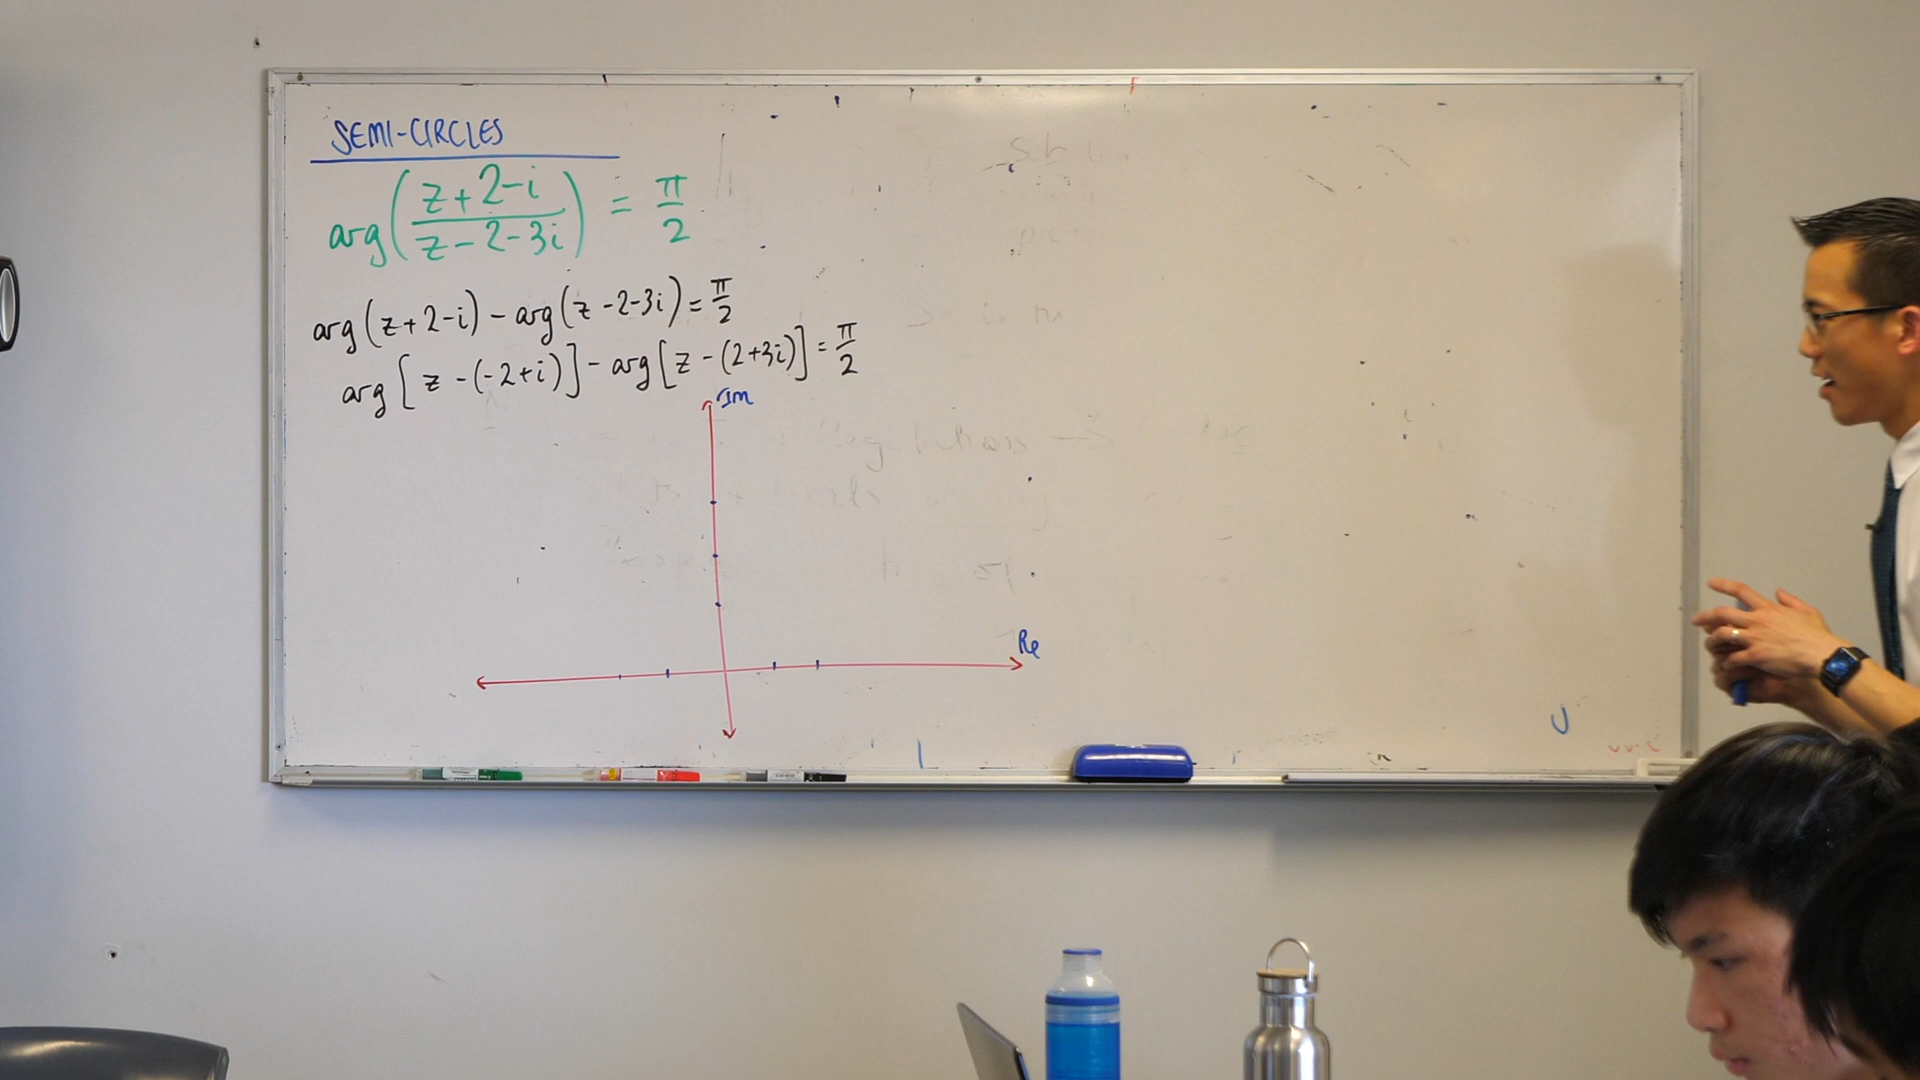 SEMI-CIRCLES
arg(z+2-i / z-2-3i) = π/2
arg(z+2-i) - arg(z-2-3i) = π/2
arg[z-(-2+i)] - arg[z-(2+3i)] = π/2
Im
Re